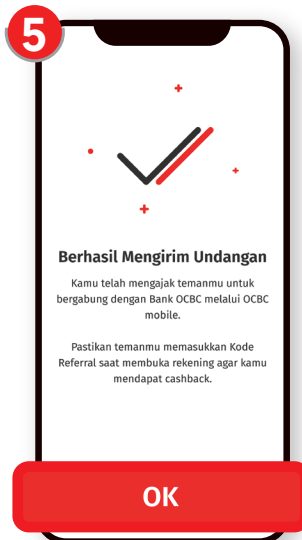 5
Berhasil Mengirim Undangan
Kamu telah mengajak temanmu untuk
bergabung dengan Bank OCBC melalui OCBC
mobile.
Pastikan temanmu memasukkan Kode
Referral saat membuka rekening agar kamu
mendapat cashback.
OK